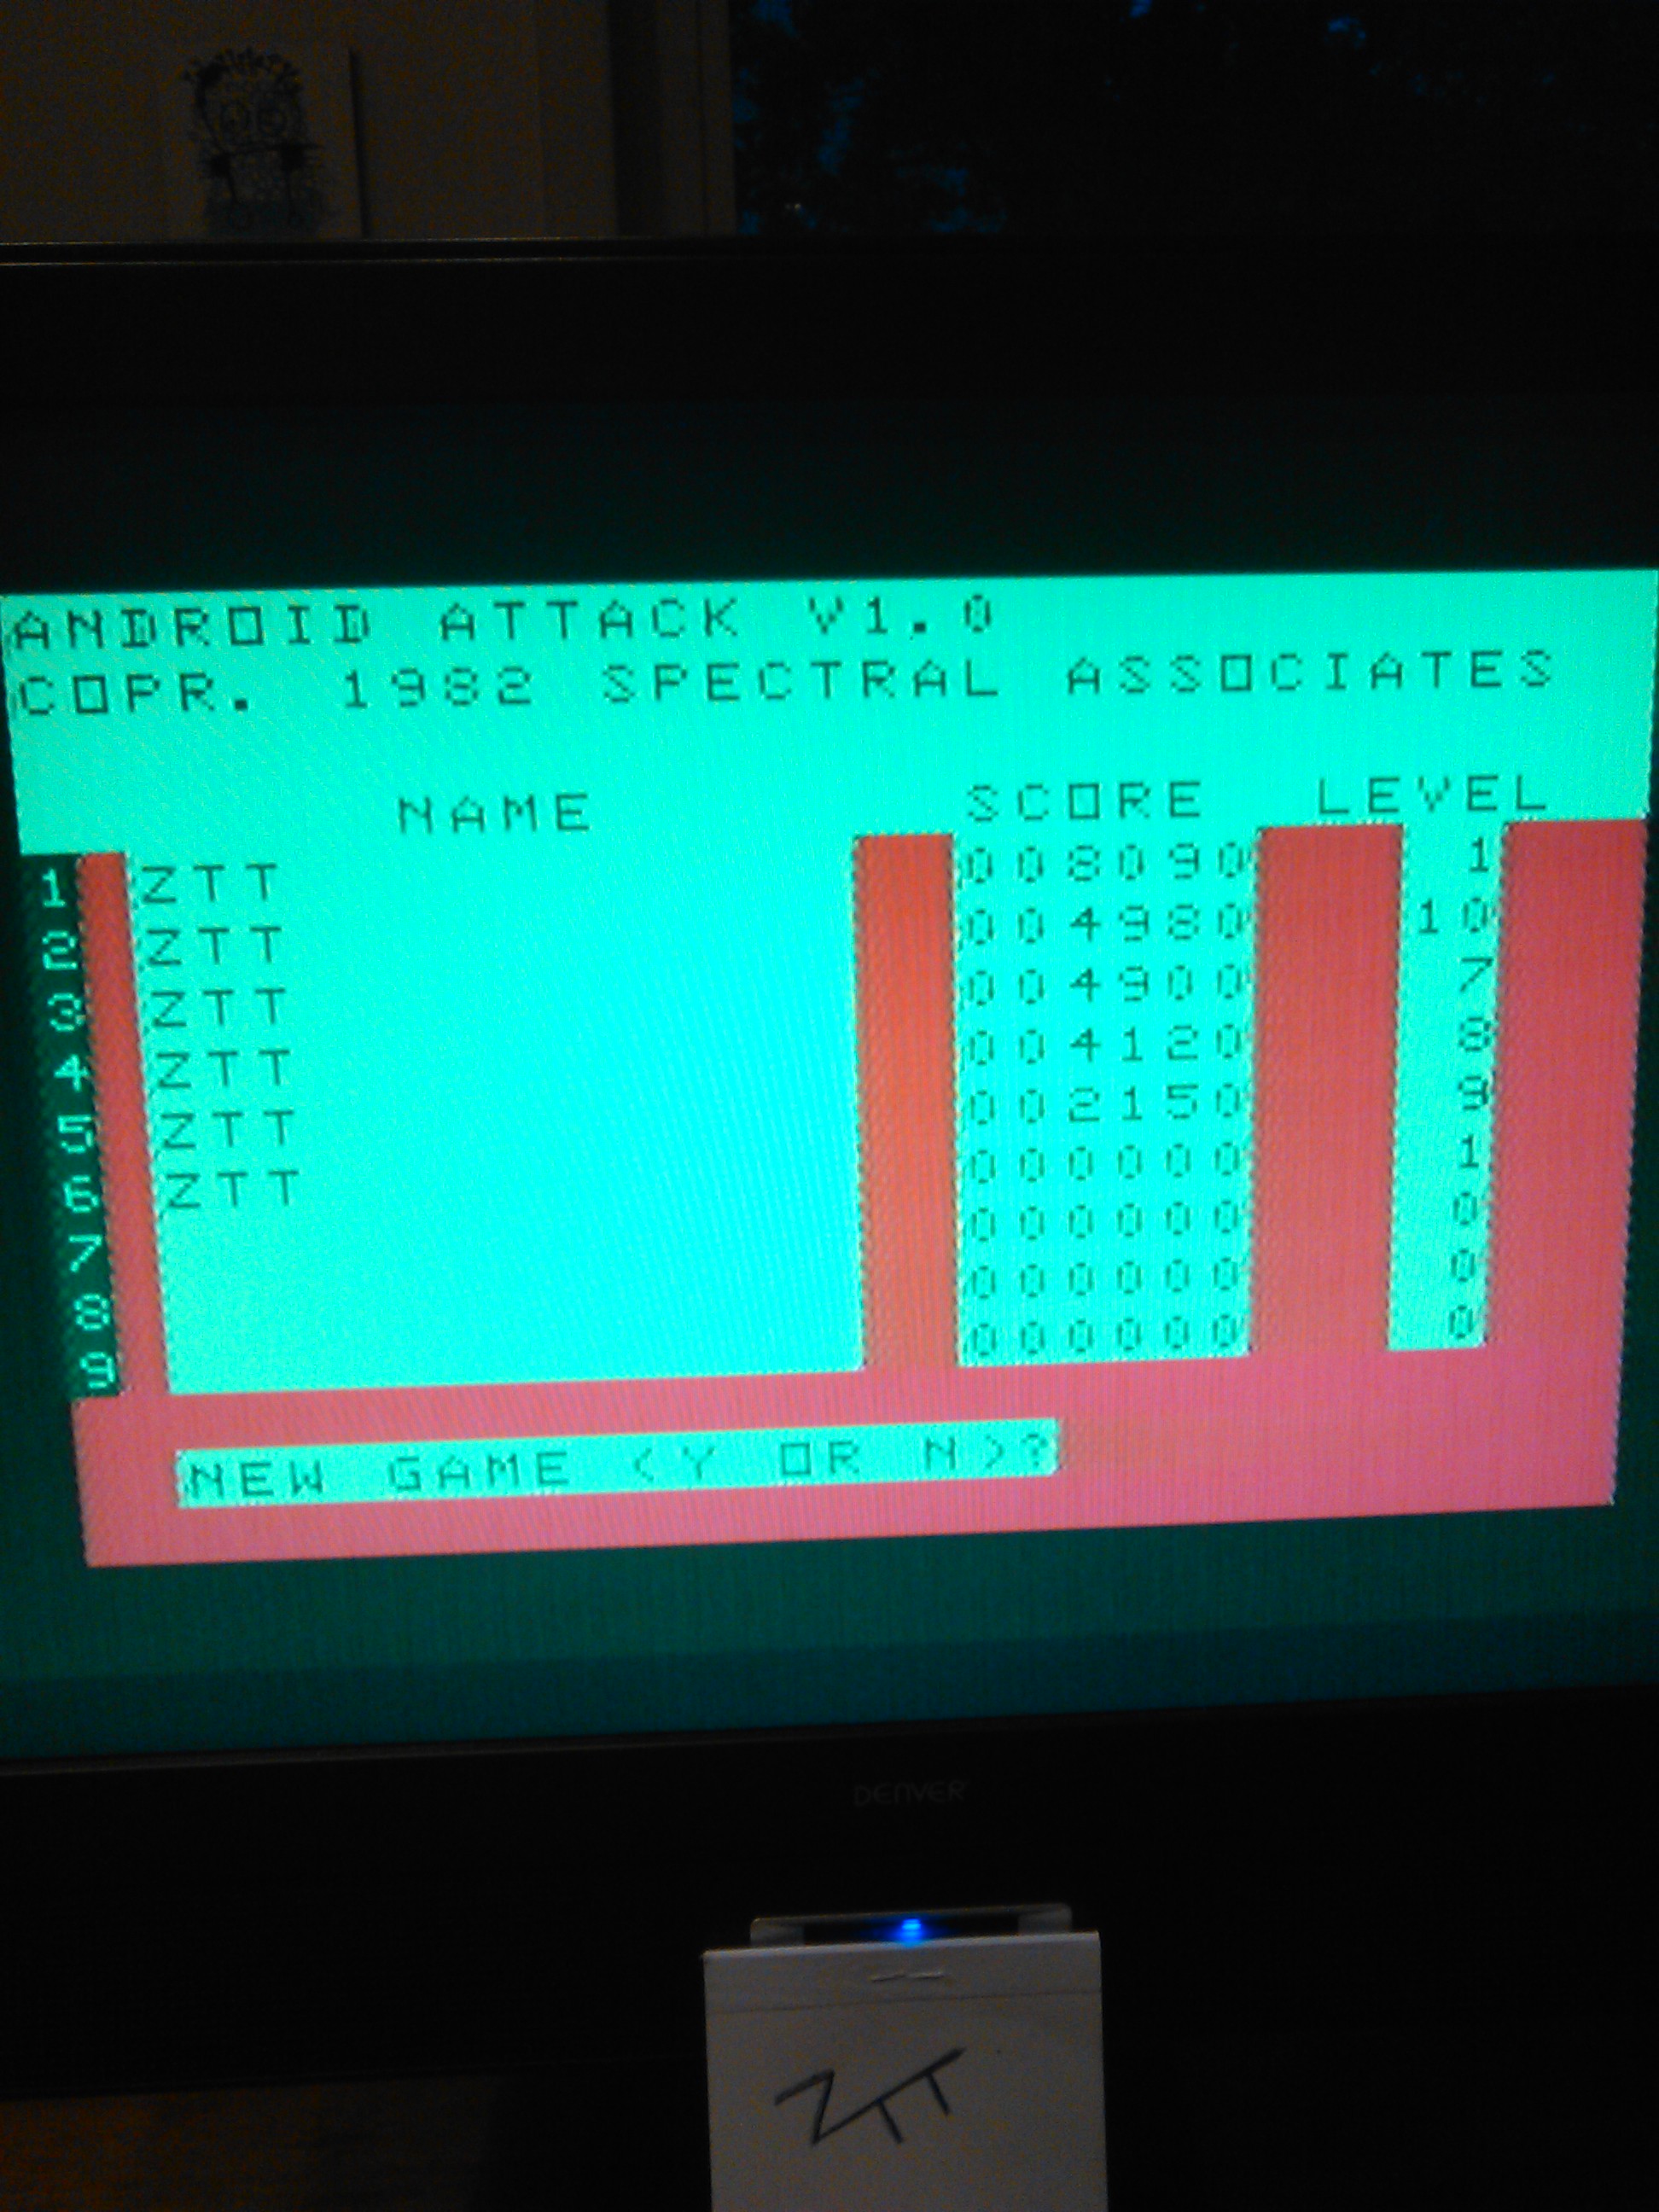 ANDROID ATTACK V1.0
COPR. 1982 SPECTRAL ASSOCIATES
NAME SCORE LEVEL
1 ZTT 008090 1
2 ZTT 004980 10
3 ZTT 004900 7
4 ZTT 004120 8
5 ZTT 002150 9
6 ZTT 000000 1
7 000000 0
8 000000 0
9 000000 0
NEW GAME <Y OR N>?
DENVER
ZTT